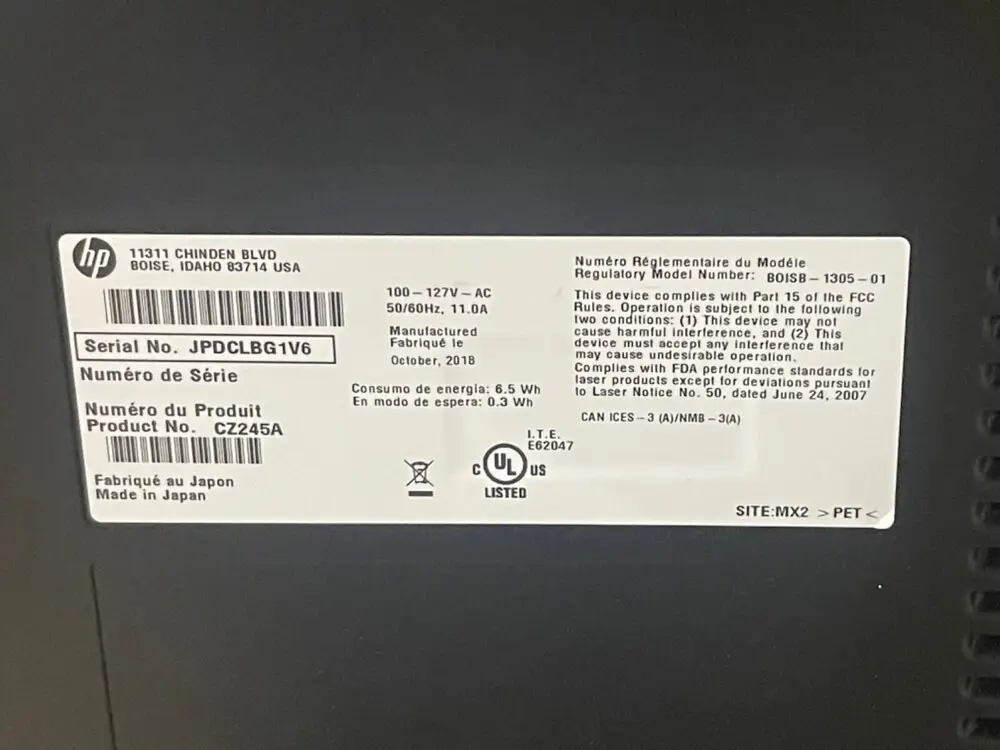 hp
11311 CHINDEN BLVD
BOISE, IDAHO 83714 USA
Serial No. JPDCLBG1V6
Numéro de Série
Numéro du Produit
Product No. CZ245A
Fabriqué au Japon
Made in Japan
100-127V-AC
50/60Hz, 11.0A
Manufactured
Fabriqué le
October, 2018
Consumo de energía: 6.5 Wh
En modo de espera: 0.3 Wh
I.T.E.
E62047
C UL US
LISTED
Numéro Réglementaire du Modéle
Regulatory Model Number: BOISB-1305-01
This device complies with Part 15 of the FCC
Rules. Operation is subject to the following
two conditions: (1) This device may not
cause harmful interference, and (2) This
device must accept any interference that
may cause undesirable operation.
Complies with FDA performance standards for
laser products except for deviations pursuant
to Laser Notice No. 50, dated June 24, 2007
CAN ICES-3 (A)/NMB-3(A)
SITE:MX2 >PET<